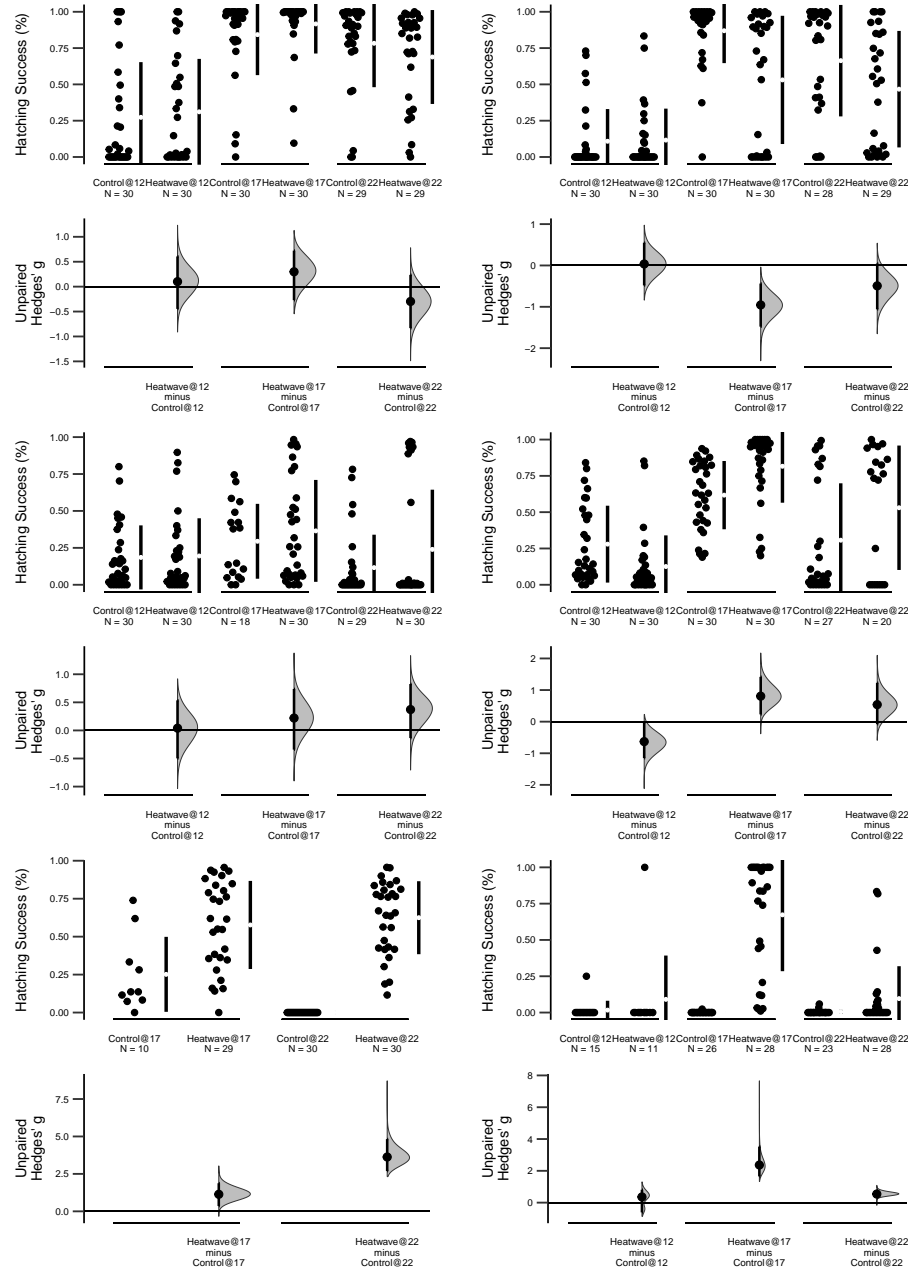 Hatching Success (%)
1.00
0.75
0.50
0.25
0.00
Control@12 Heatwave@12 Control@17 Heatwave@17 Control@22 Heatwave@22
N = 30 N = 30 N = 30 N = 30 N = 29 N = 29
Unpaired
Hedges' g
1.0
0.5
0.0
−0.5
−1.0
−1.5
Heatwave@12 Heatwave@17 Heatwave@22
minus minus minus
Control@12 Control@17 Control@22
Hatching Success (%)
1.00
0.75
0.50
0.25
0.00
Control@12 Heatwave@12 Control@17 Heatwave@17 Control@22 Heatwave@22
N = 30 N = 30 N = 30 N = 30 N = 28 N = 29
Unpaired
Hedges' g
1
0
−1
−2
Heatwave@12 Heatwave@17 Heatwave@22
minus minus minus
Control@12 Control@17 Control@22
Hatching Success (%)
1.00
0.75
0.50
0.25
0.00
Control@12 Heatwave@12 Control@17 Heatwave@17 Control@22 Heatwave@22
N = 30 N = 30 N = 18 N = 30 N = 29 N = 30
Unpaired
Hedges' g
1.0
0.5
0.0
−0.5
−1.0
Heatwave@12 Heatwave@17 Heatwave@22
minus minus minus
Control@12 Control@17 Control@22
Hatching Success (%)
1.00
0.75
0.50
0.25
0.00
Control@12 Heatwave@12 Control@17 Heatwave@17 Control@22 Heatwave@22
N = 30 N = 30 N = 30 N = 30 N = 27 N = 20
Unpaired
Hedges' g
2
1
0
−1
−2
Heatwave@12 Heatwave@17 Heatwave@22
minus minus minus
Control@12 Control@17 Control@22
Hatching Success (%)
1.00
0.75
0.50
0.25
0.00
Control@17 Heatwave@17 Control@22 Heatwave@22
N = 10 N = 29 N = 30 N = 30
Unpaired
Hedges' g
7.5
5.0
2.5
0.0
Heatwave@17 Heatwave@22
minus minus
Control@17 Control@22
Hatching Success (%)
1.00
0.75
0.50
0.25
0.00
Control@12 Heatwave@12 Control@17 Heatwave@17 Control@22 Heatwave@22
N = 15 N = 11 N = 26 N = 28 N = 23 N = 28
Unpaired
Hedges' g
8
6
4
2
0
Heatwave@12 Heatwave@17 Heatwave@22
minus minus minus
Control@12 Control@17 Control@22